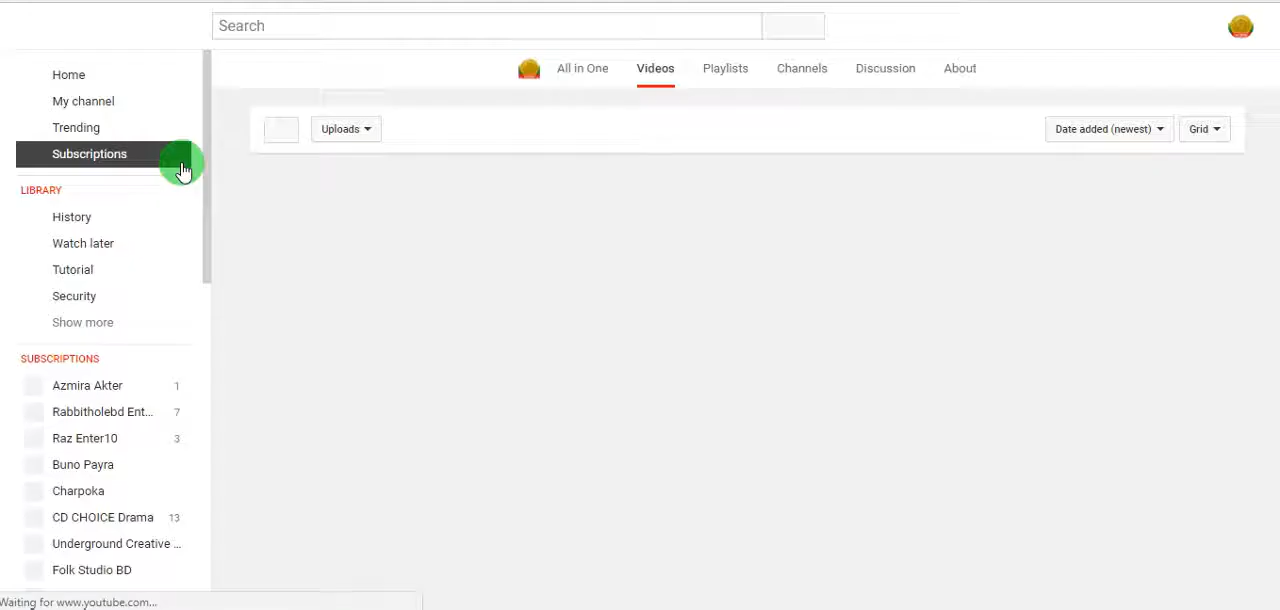 Search
All in One
Videos
Playlists
Channels
Discussion
About
Uploads
Date added (newest)
Grid
Home
My channel
Trending
Subscriptions
LIBRARY
History
Watch later
Tutorial
Security
Show more
SUBSCRIPTIONS
Azmira Akter 1
Rabbitholebd Ent... 7
Raz Enter10 3
Buno Payra
Charpoka
CD CHOICE Drama 13
Underground Creative ...
Folk Studio BD
Waiting for www.youtube.com...